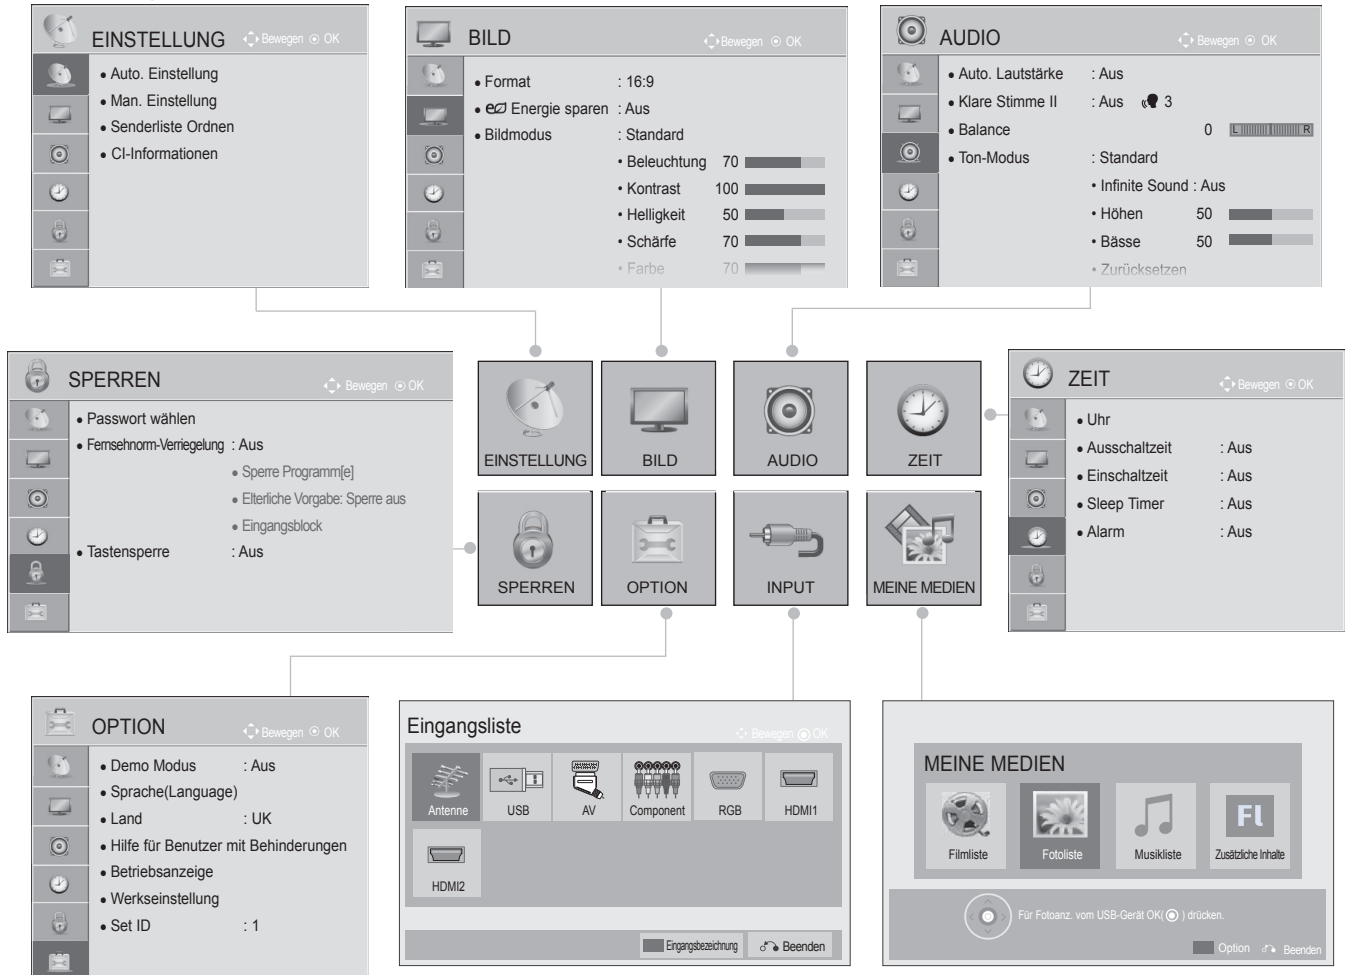 EINSTELLUNG Bewegen OK
• Auto. Einstellung
• Man. Einstellung
• Senderliste Ordnen
• CI-Informationen
BILD Bewegen OK
• Format : 16:9
• Energie sparen : Aus
• Bildmodus : Standard
• Beleuchtung 70
• Kontrast 100
• Helligkeit 50
• Schärfe 70
• Farbe 70
AUDIO Bewegen OK
• Auto. Lautstärke : Aus
• Klare Stimme II : Aus 3
• Balance 0 L R
• Ton-Modus : Standard
• Infinite Sound : Aus
• Höhen 50
• Bässe 50
• Zurücksetzen
SPERREN Bewegen OK
• Passwort wählen
• Fernsehnorm-Verriegelung : Aus
• Sperre Programm[e]
• Elterliche Vorgabe: Sperre aus
• Eingangsblock
• Tastensperre : Aus
EINSTELLUNG
BILD
AUDIO
ZEIT
SPERREN
OPTION
INPUT
MEINE MEDIEN
ZEIT Bewegen OK
• Uhr
• Ausschaltzeit : Aus
• Einschaltzeit : Aus
• Sleep Timer : Aus
• Alarm : Aus
OPTION Bewegen OK
• Demo Modus : Aus
• Sprache(Language)
• Land : UK
• Hilfe für Benutzer mit Behinderungen
• Betriebsanzeige
• Werkseinstellung
• Set ID : 1
Eingangsliste Bewegen OK
Antenne
USB
AV
Component
RGB
HDMI1
HDMI2
Eingangsbezeichnung Beenden
MEINE MEDIEN
Filmliste
Fotoliste
Musikliste
FL
Zusätzliche Inhalte
Für Fotoanz. vom USB-Gerät OK( ) drücken.
Option Beenden